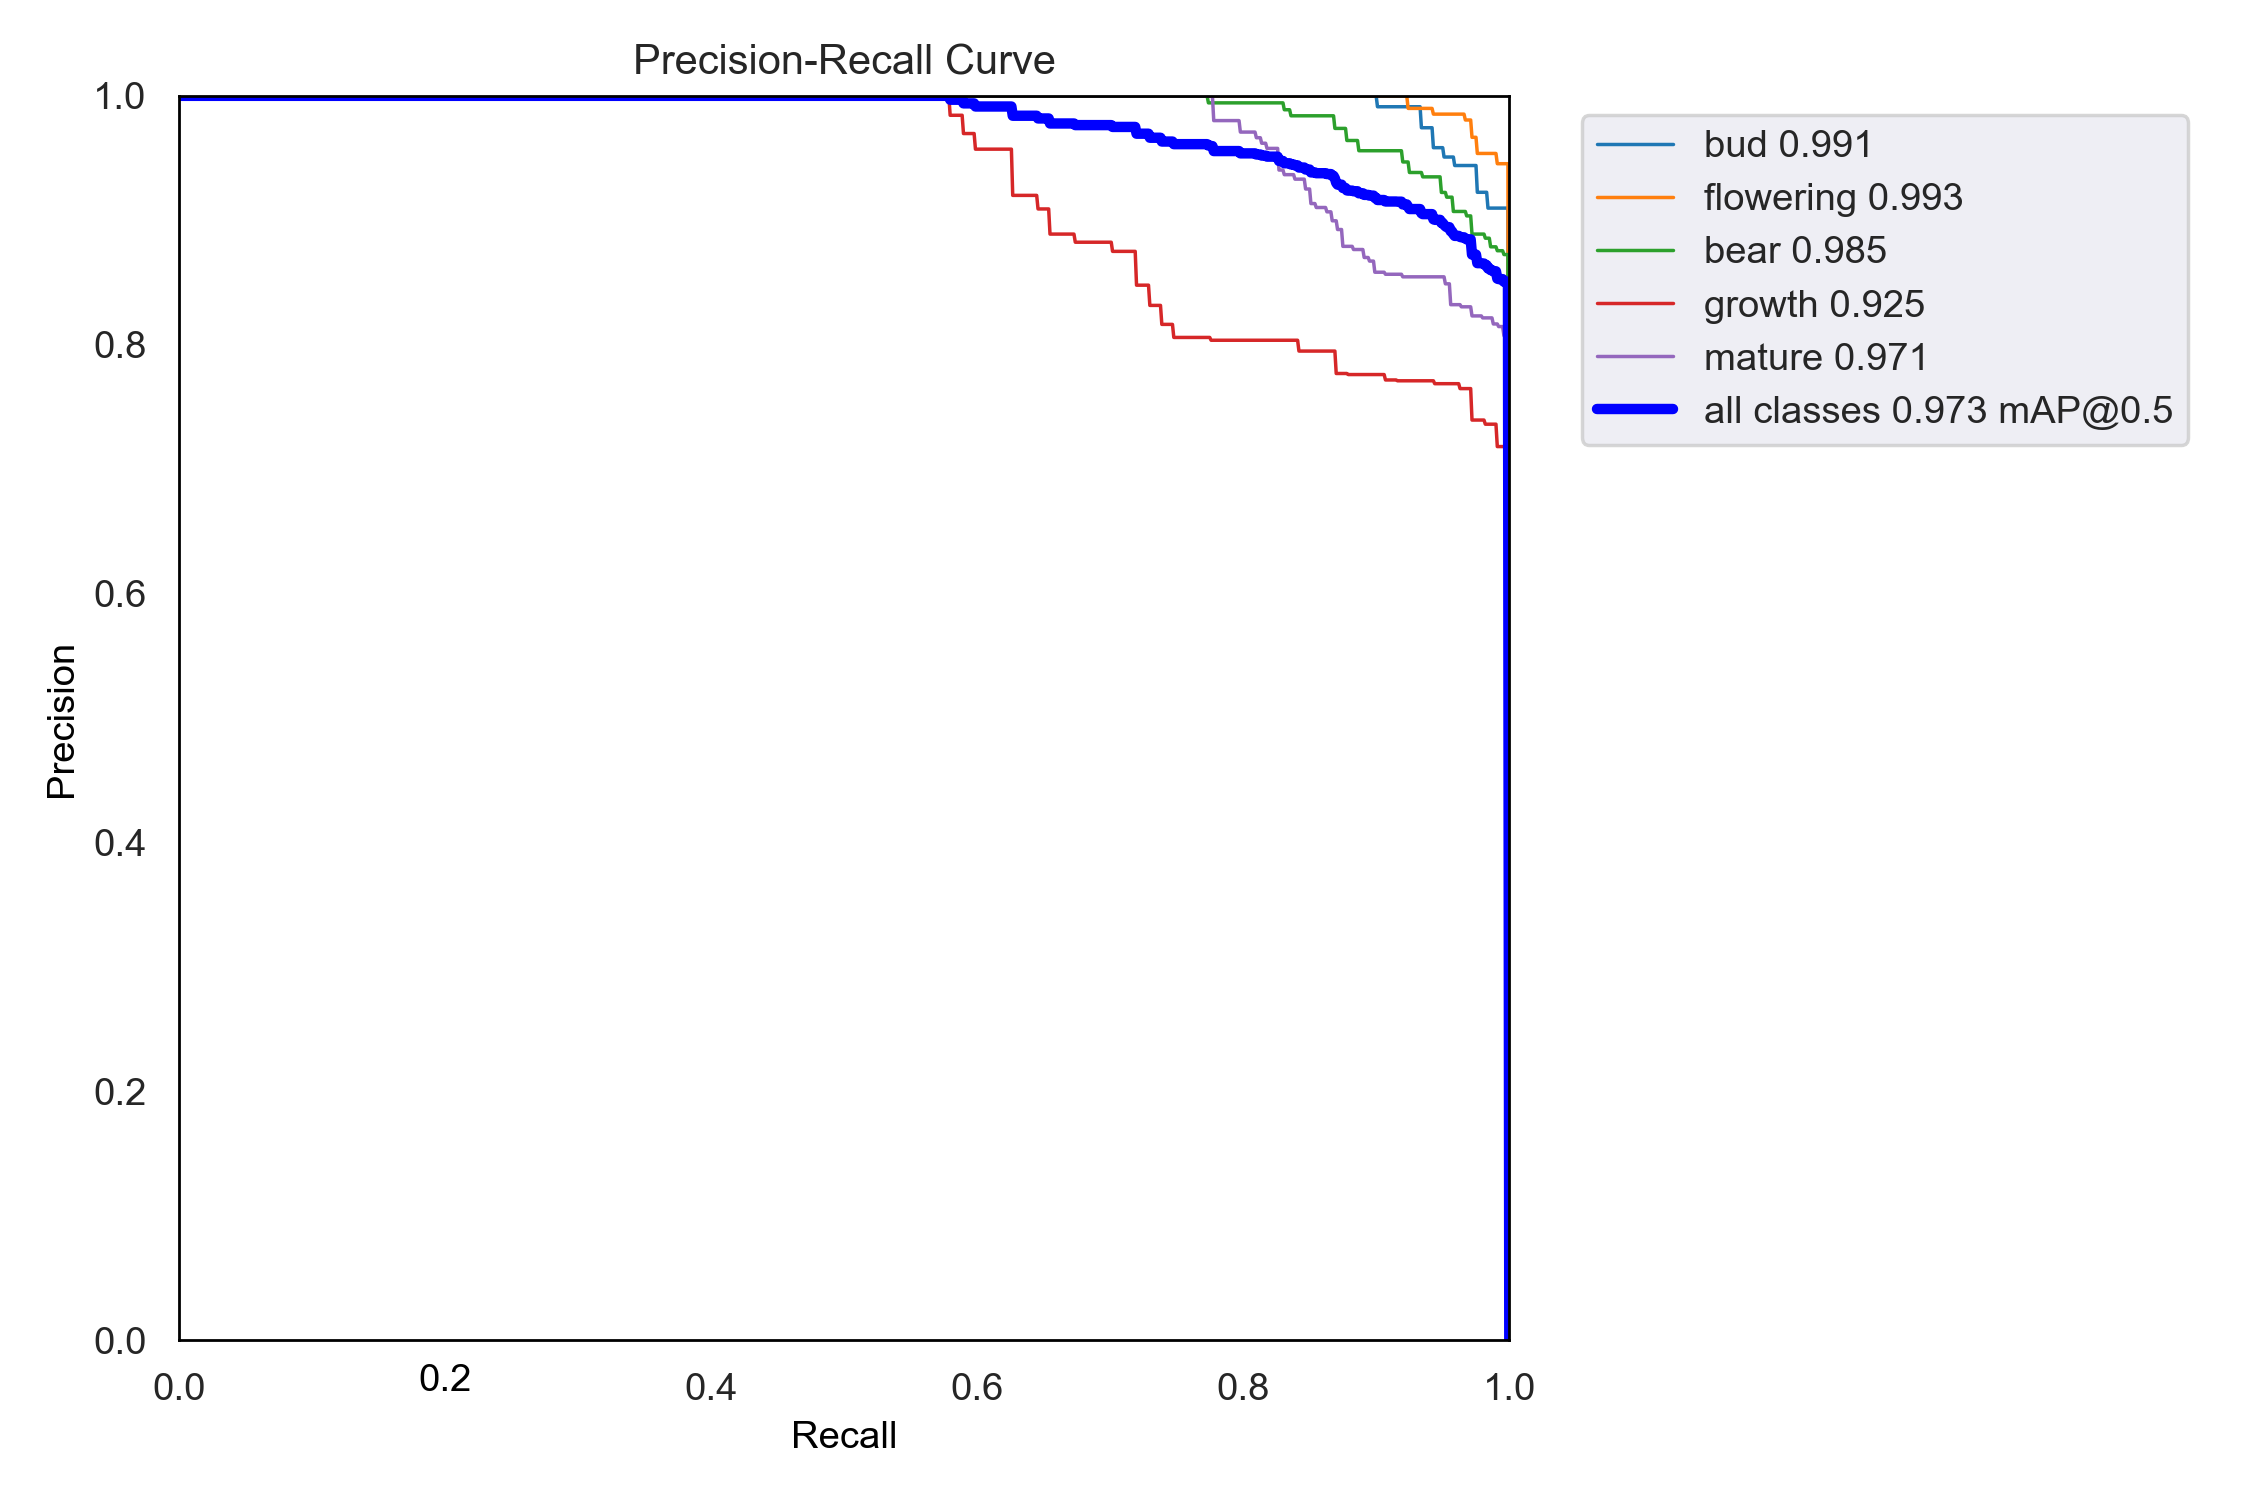 Precision-Recall Curve
1.0
0.8
0.6
0.4
0.2
0.0
Precision
0.0 0.2 0.4 0.6 0.8 1.0
Recall
bud 0.991
flowering 0.993
bear 0.985
growth 0.925
mature 0.971
all classes 0.973 mAP@0.5